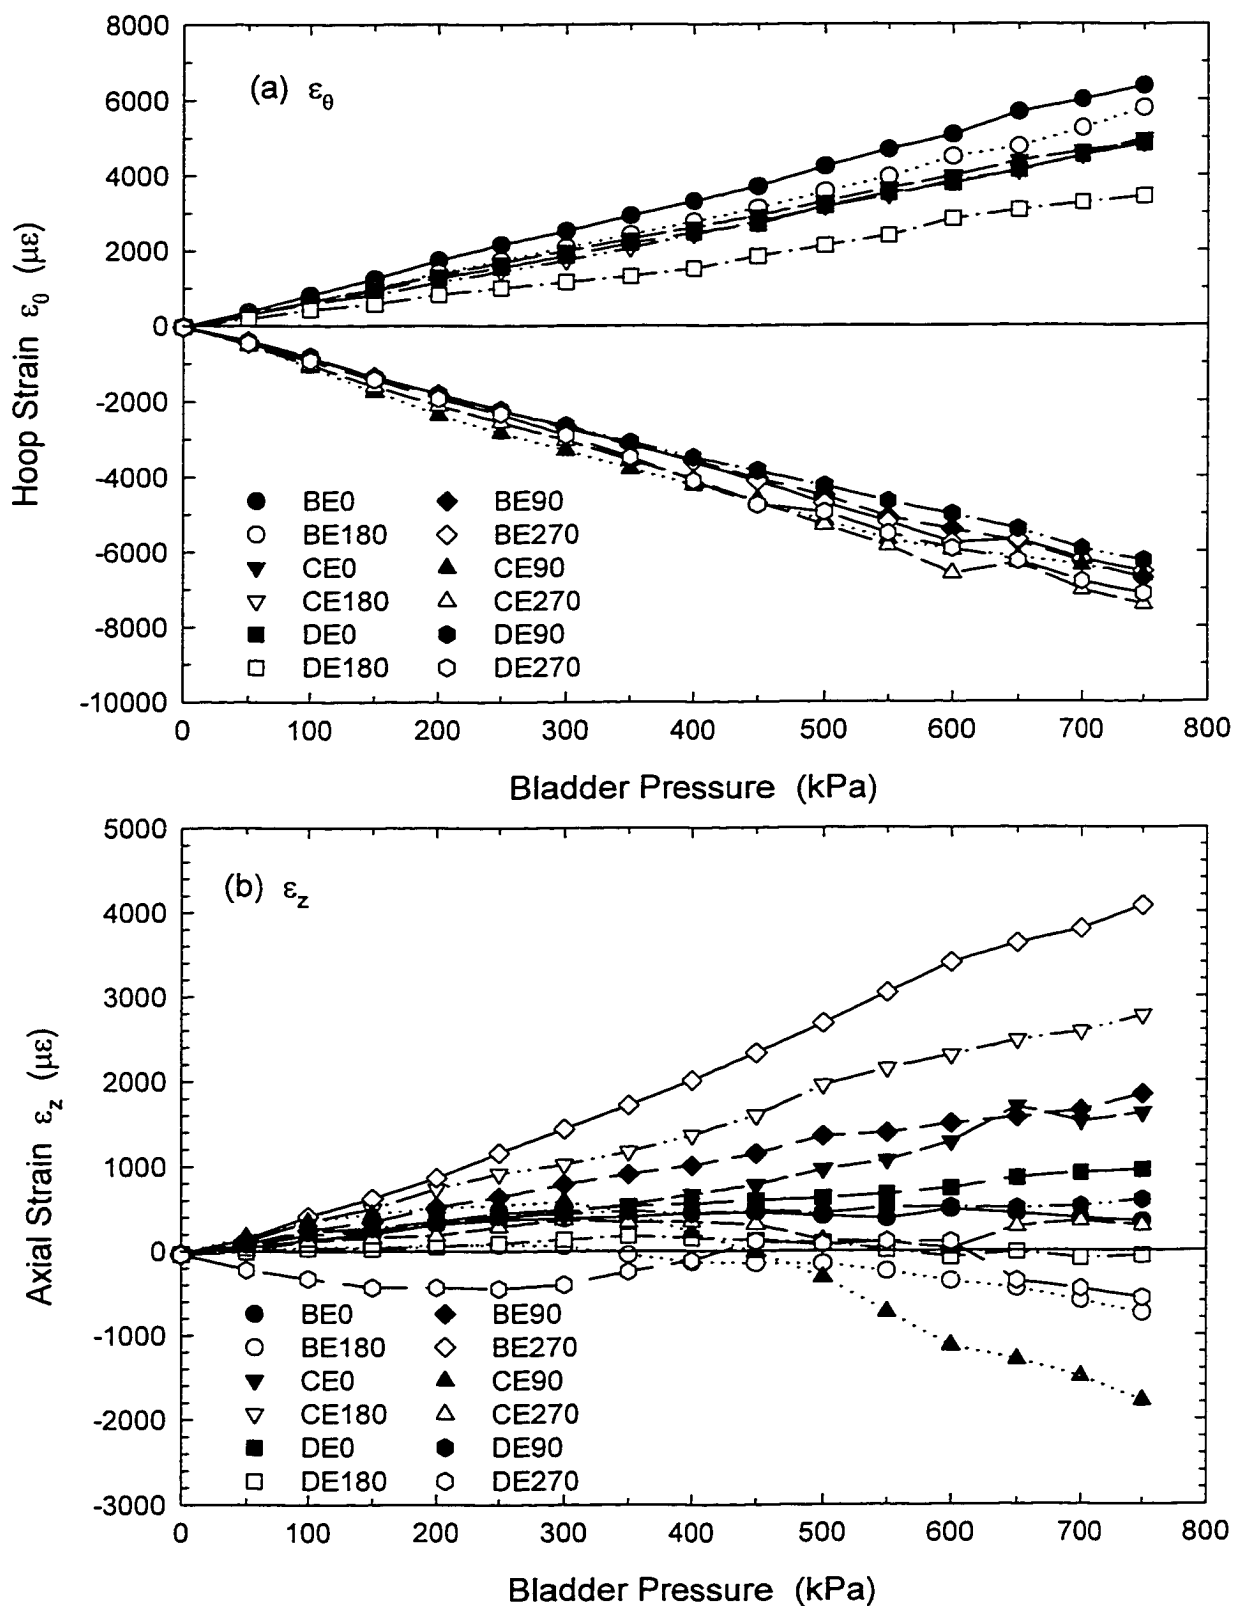 8000
(a) εθ
6000
4000
2000
0
-2000
-4000
-6000
-8000
-10000
Hoop Strain εθ (με)
BE0 BE90
BE180 BE270
CE0 CE90
CE180 CE270
DE0 DE90
DE180 DE270
0 100 200 300 400 500 600 700 800
Bladder Pressure (kPa)
5000
(b) εz
4000
3000
2000
1000
0
-1000
-2000
-3000
Axial Strain εz (με)
BE0 BE90
BE180 BE270
CE0 CE90
CE180 CE270
DE0 DE90
DE180 DE270
0 100 200 300 400 500 600 700 800
Bladder Pressure (kPa)